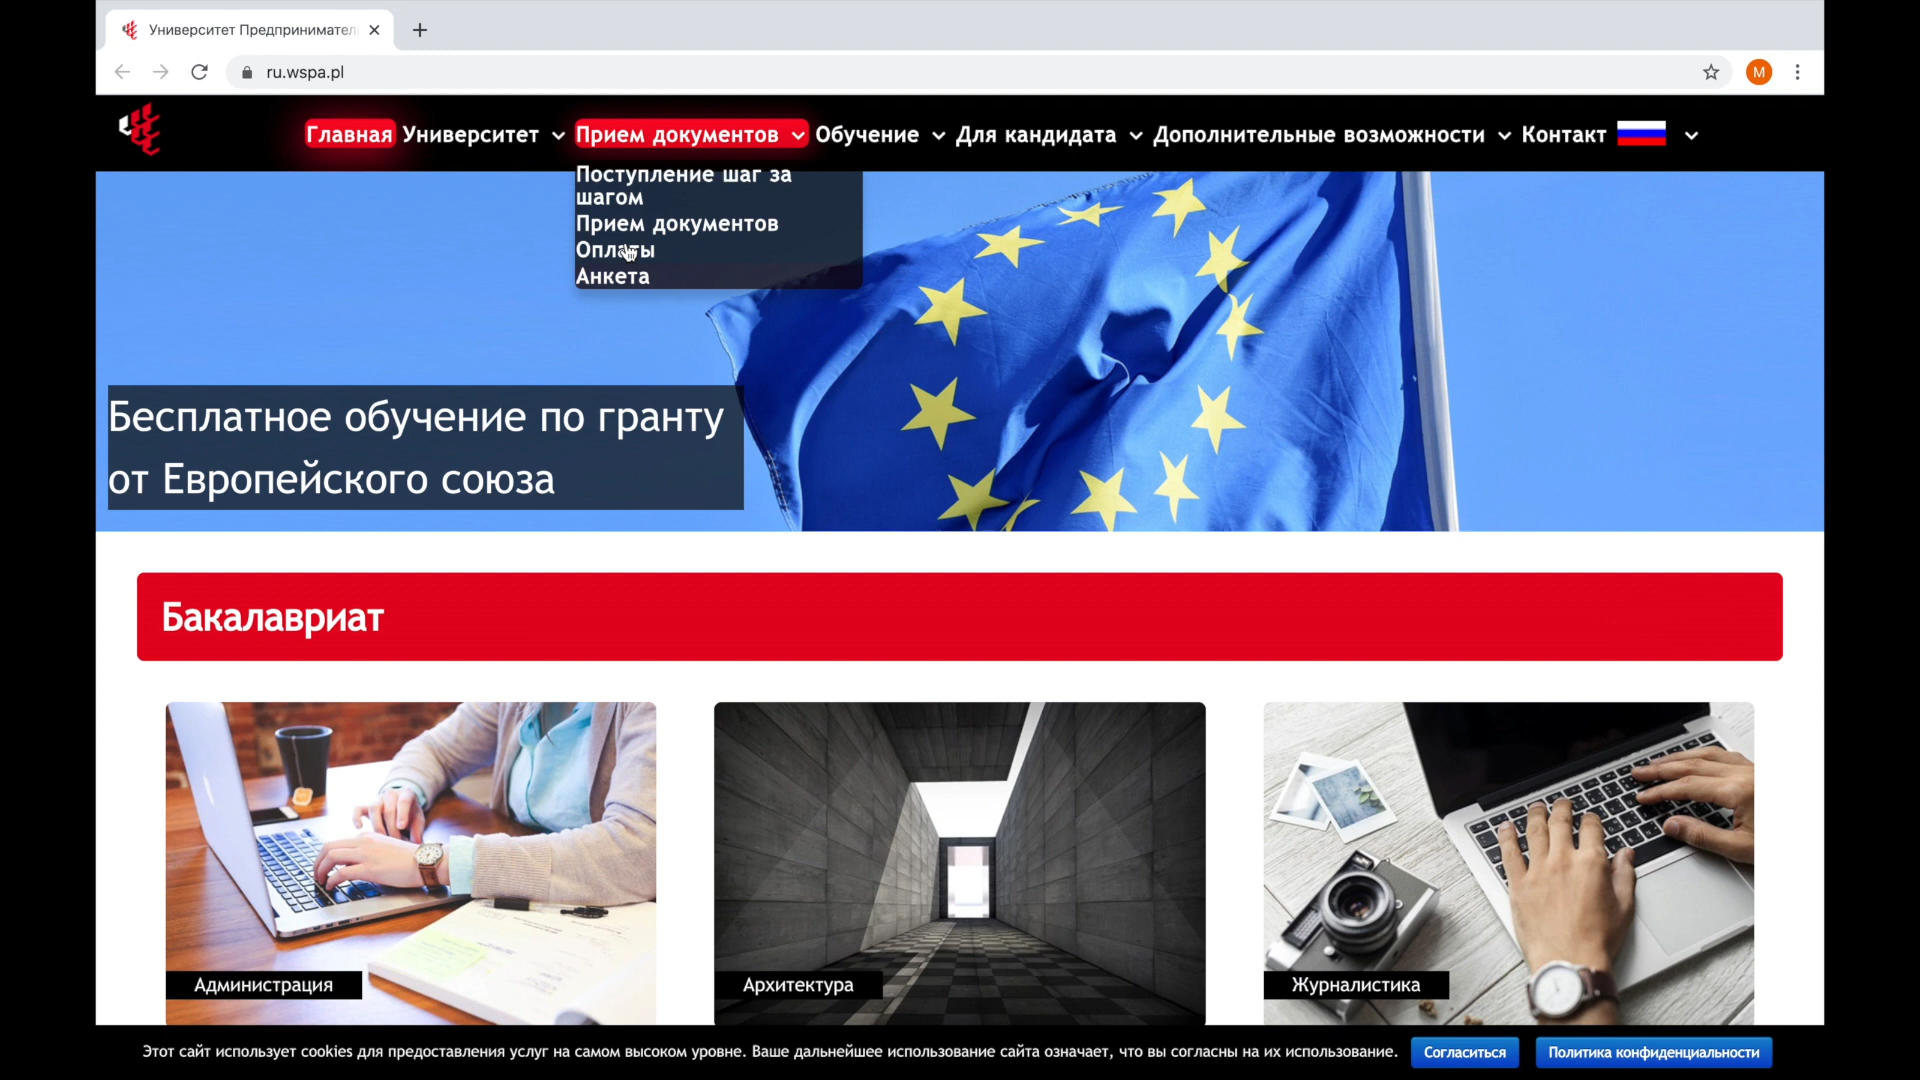 Университет Предпринимател
ru.wspa.pl
M
Главная Университет Прием документов Обучение Для кандидата Дополнительные возможности Контакт
Поступление шаг за
шагом
Прием документов
Оплаты
Анкета
Бесплатное обучение по гранту
от Европейского союза
Бакалавриат
Администрация
Архитектура
Журналистика
Этот сайт использует cookies для предоставления услуг на самом высоком уровне. Ваше дальнейшее использование сайта означает, что вы согласны на их использование. Согласиться Политика конфиденциальности